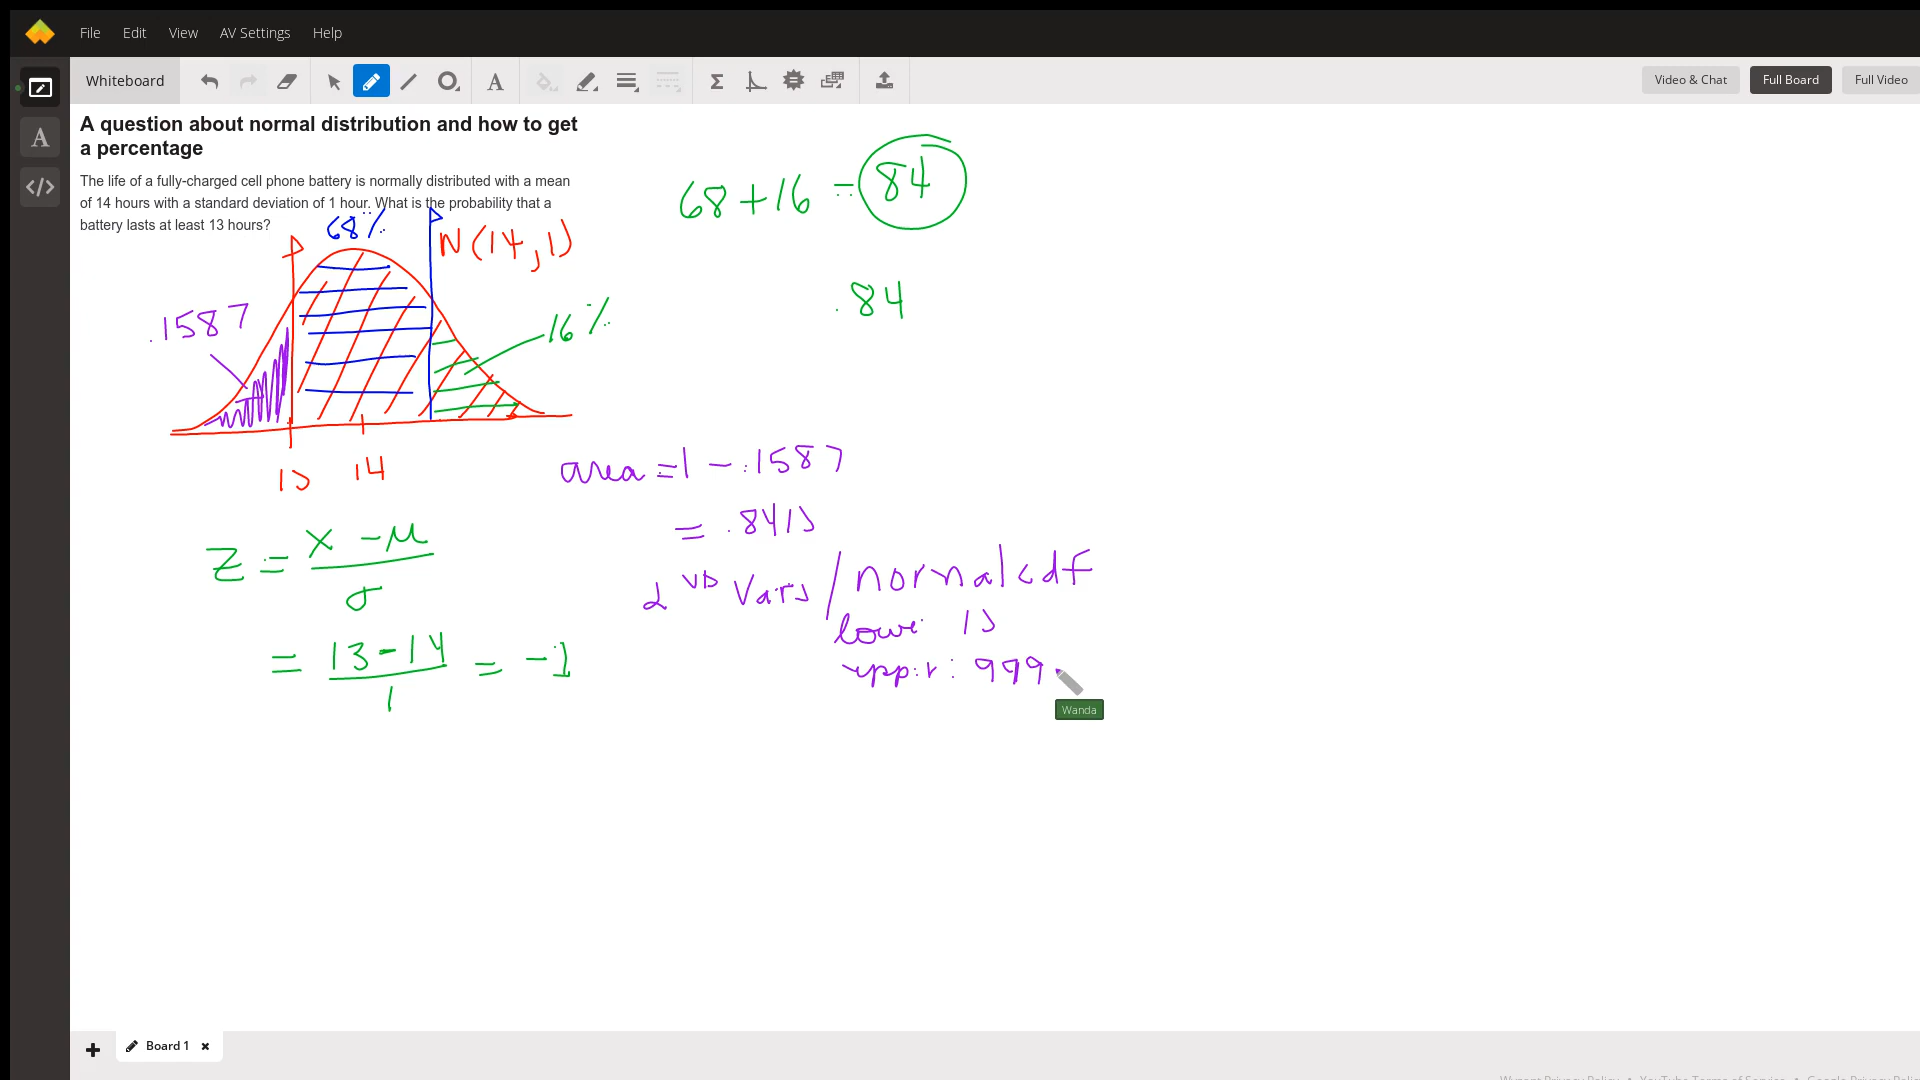 File Edit View AV Settings Help
Whiteboard
Video & Chat Full Board Full Video
A question about normal distribution and how to get
a percentage
The life of a fully-charged cell phone battery is normally distributed with a mean
of 14 hours with a standard deviation of 1 hour. What is the probability that a
battery lasts at least 13 hours?
68%
N(14,1)
68+16 = 84
.84
.1587
16%
13 14
area = 1 - .1587
= .8413
z = x - μ
σ
= 13-14 = -1
1
2nd Vars / normalcdf
lower: 13
upper: 999
Wanda
Board 1